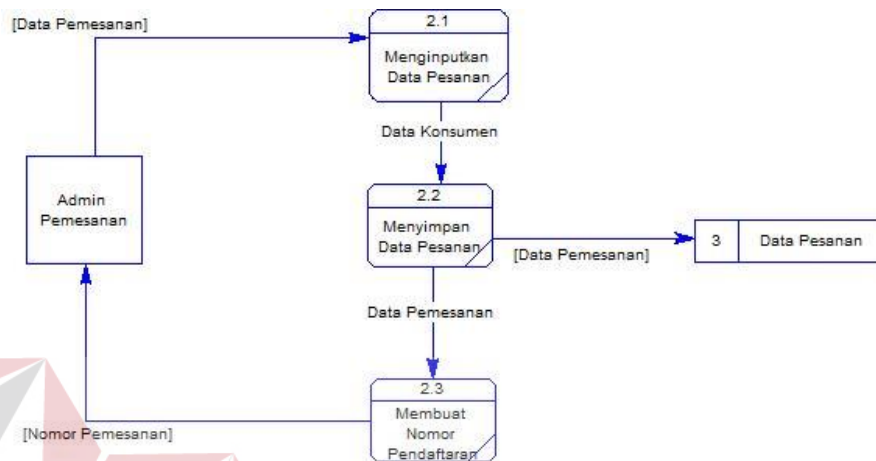 [Data Pemesanan]
2.1
Menginputkan
Data Pesanan
Data Konsumen
Admin
Pemesanan
2.2
Menyimpan
Data Pesanan
3
Data Pesanan
[Data Pemesanan]
Data Pemesanan
2.3
Membuat
Nomor
Pendaftaran
[Nomor Pemesanan]